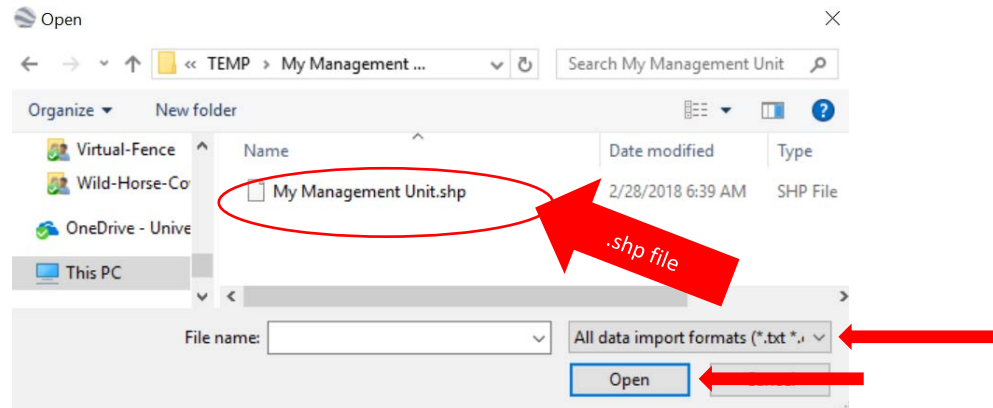 Open
« TEMP > My Management ...
Search My Management Unit
Organize
New folder
Virtual-Fence
Name
Date modified
Type
Wild-Horse-Co
My Management Unit.shp
2/28/2018 6:39 AM
SHP File
OneDrive - Unive
.shp file
This PC
File name:
All data import formats (*.txt *.
Open